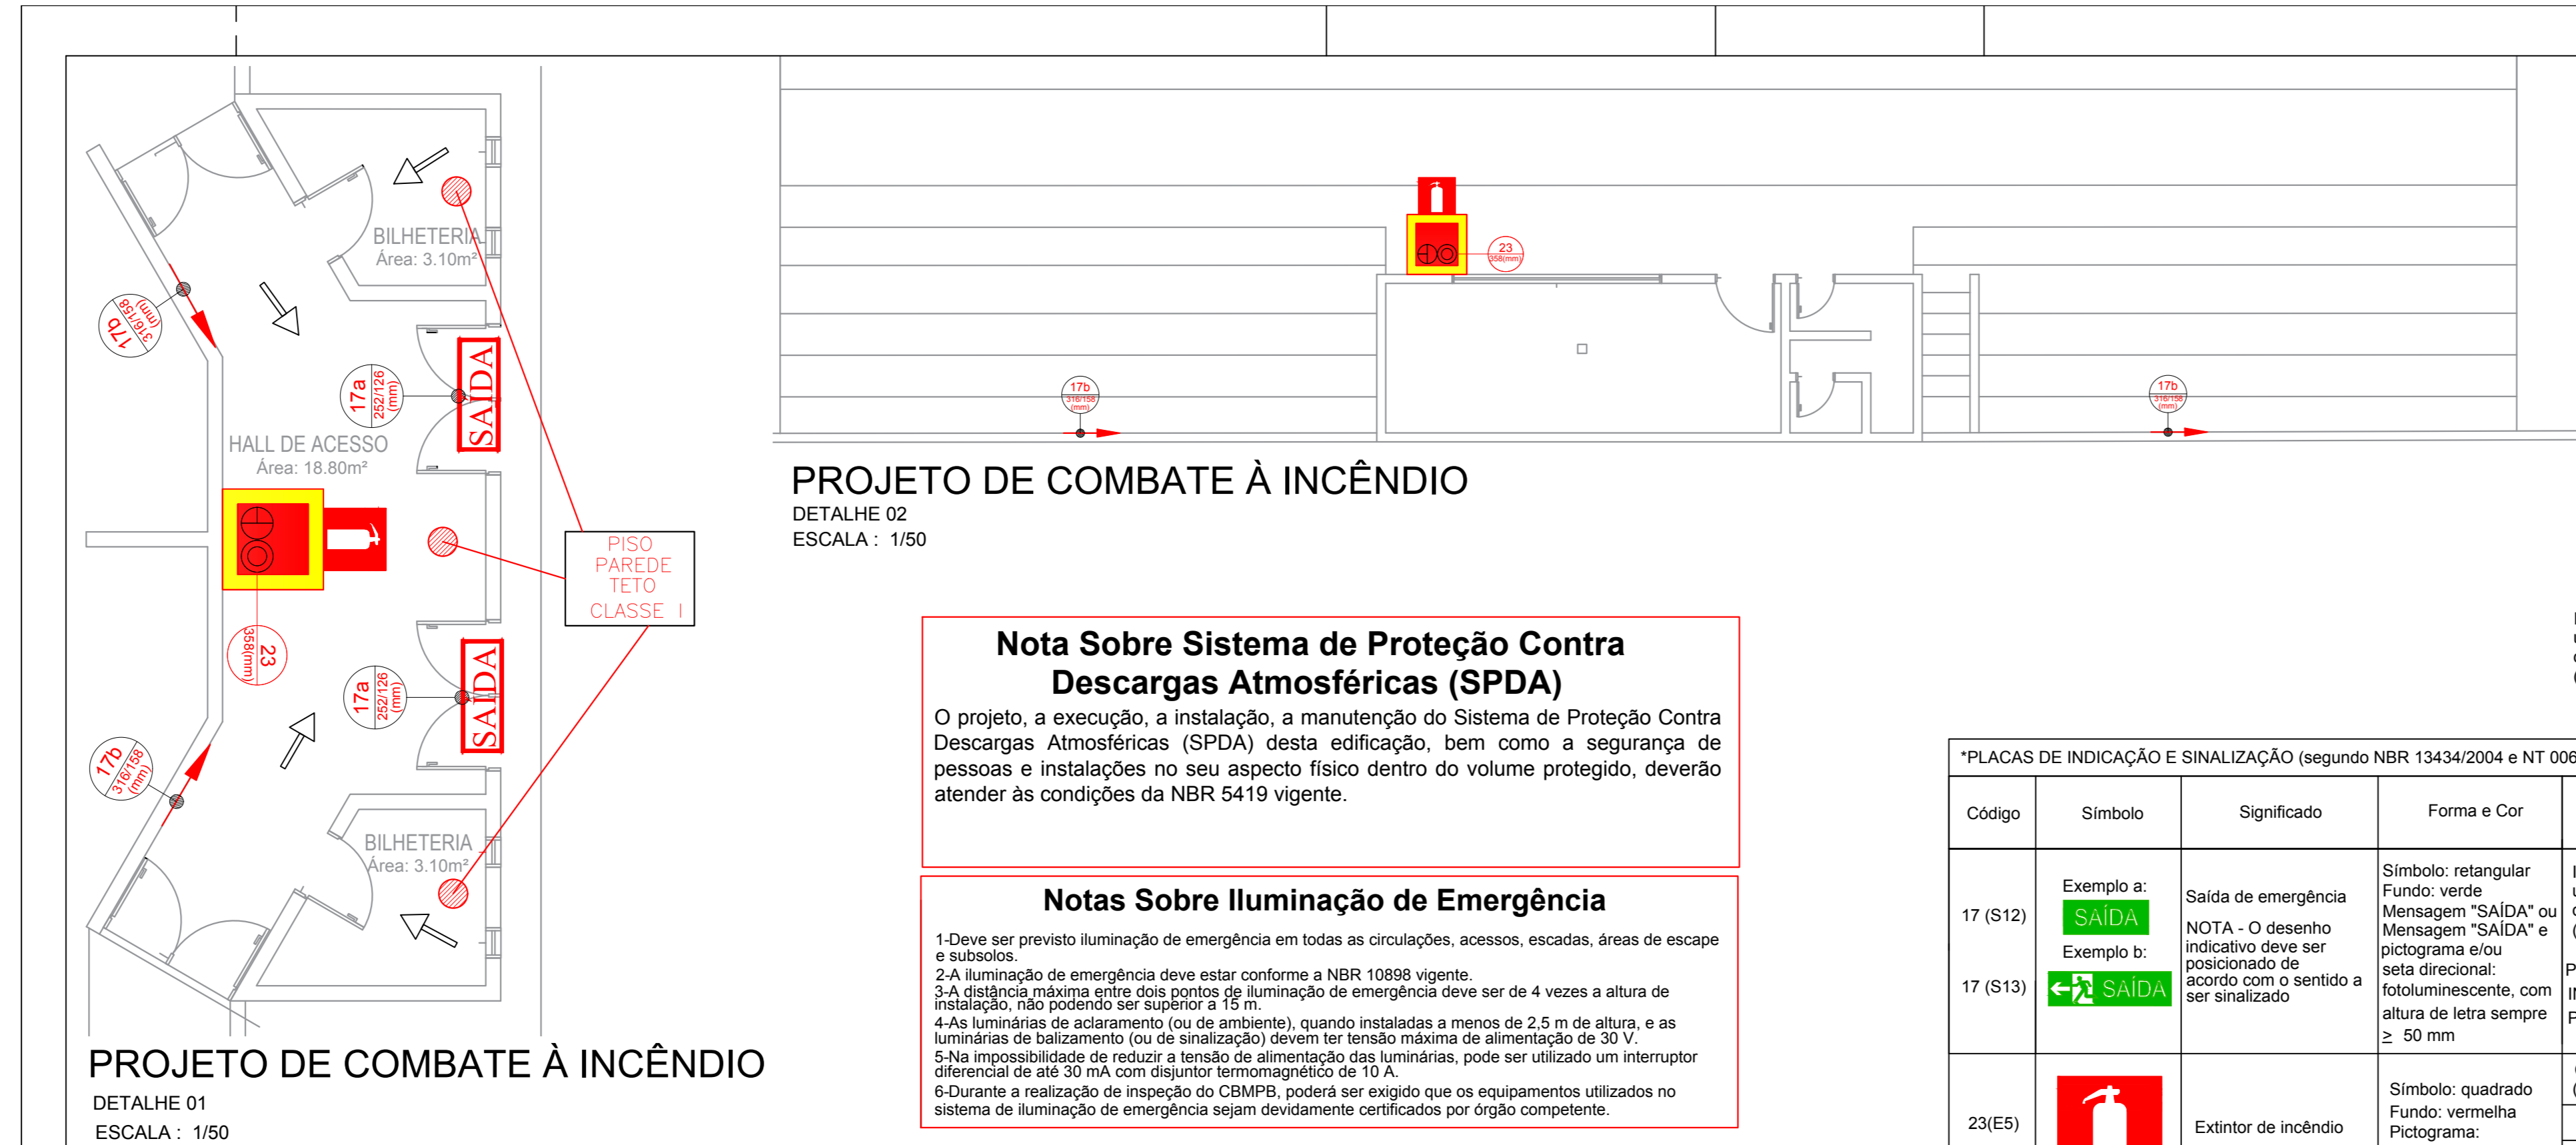 BILHETERIA
Área: 3.10m²
17b
316/158
(mm)
17a
252/126
(mm)
SAÍDA
HALL DE ACESSO
Área: 18.80m²
23
358(mm)
PISO
PAREDE
TETO
CLASSE I
17a
252/126
(mm)
SAÍDA
17b
316/158
(mm)
BILHETERIA
Área: 3.10m²
PROJETO DE COMBATE À INCÊNDIO
DETALHE 01
ESCALA : 1/50
23
358(mm)
17b
316/158
(mm)
17b
316/158
(mm)
PROJETO DE COMBATE À INCÊNDIO
DETALHE 02
ESCALA : 1/50
Nota Sobre Sistema de Proteção Contra
Descargas Atmosféricas (SPDA)
O projeto, a execução, a instalação, a manutenção do Sistema de Proteção Contra
Descargas Atmosféricas (SPDA) desta edificação, bem como a segurança de
pessoas e instalações no seu aspecto físico dentro do volume protegido, deverão
atender às condições da NBR 5419 vigente.
Notas Sobre Iluminação de Emergência
1-Deve ser previsto iluminação de emergência em todas as circulações, acessos, escadas, áreas de escape
e subsolos.
2-A iluminação de emergência deve estar conforme a NBR 10898 vigente.
3-A distância máxima entre dois pontos de iluminação de emergência deve ser de 4 vezes a altura de
instalação, não podendo ser superior a 15 m.
4-As luminárias de aclaramento (ou de ambiente), quando instaladas a menos de 2,5 m de altura, e as
luminárias de balizamento (ou de sinalização) devem ter tensão máxima de alimentação de 30 V.
5-Na impossibilidade de reduzir a tensão de alimentação das luminárias, pode ser utilizado um interruptor
diferencial de até 30 mA com disjuntor termomagnético de 10 A.
6-Durante a realização de inspeção do CBMPB, poderá ser exigido que os equipamentos utilizados no
sistema de iluminação de emergência sejam devidamente certificados por órgão competente.
*PLACAS DE INDICAÇÃO E SINALIZAÇÃO (segundo NBR 13434/2004 e NT 006
Código
Símbolo
Significado
Forma e Cor
17 (S12)
17 (S13)
Exemplo a:
SAÍDA
Exemplo b:
SAÍDA
Saída de emergência
NOTA - O desenho
indicativo deve ser
posicionado de
acordo com o sentido a
ser sinalizado
Símbolo: retangular
Fundo: verde
Mensagem "SAÍDA" ou
Mensagem "SAÍDA" e
pictograma e/ou
seta direcional:
fotoluminescente, com
altura de letra sempre
≥ 50 mm
23(E5)
Extintor de incêndio
Símbolo: quadrado
Fundo: vermelha
Pictograma: